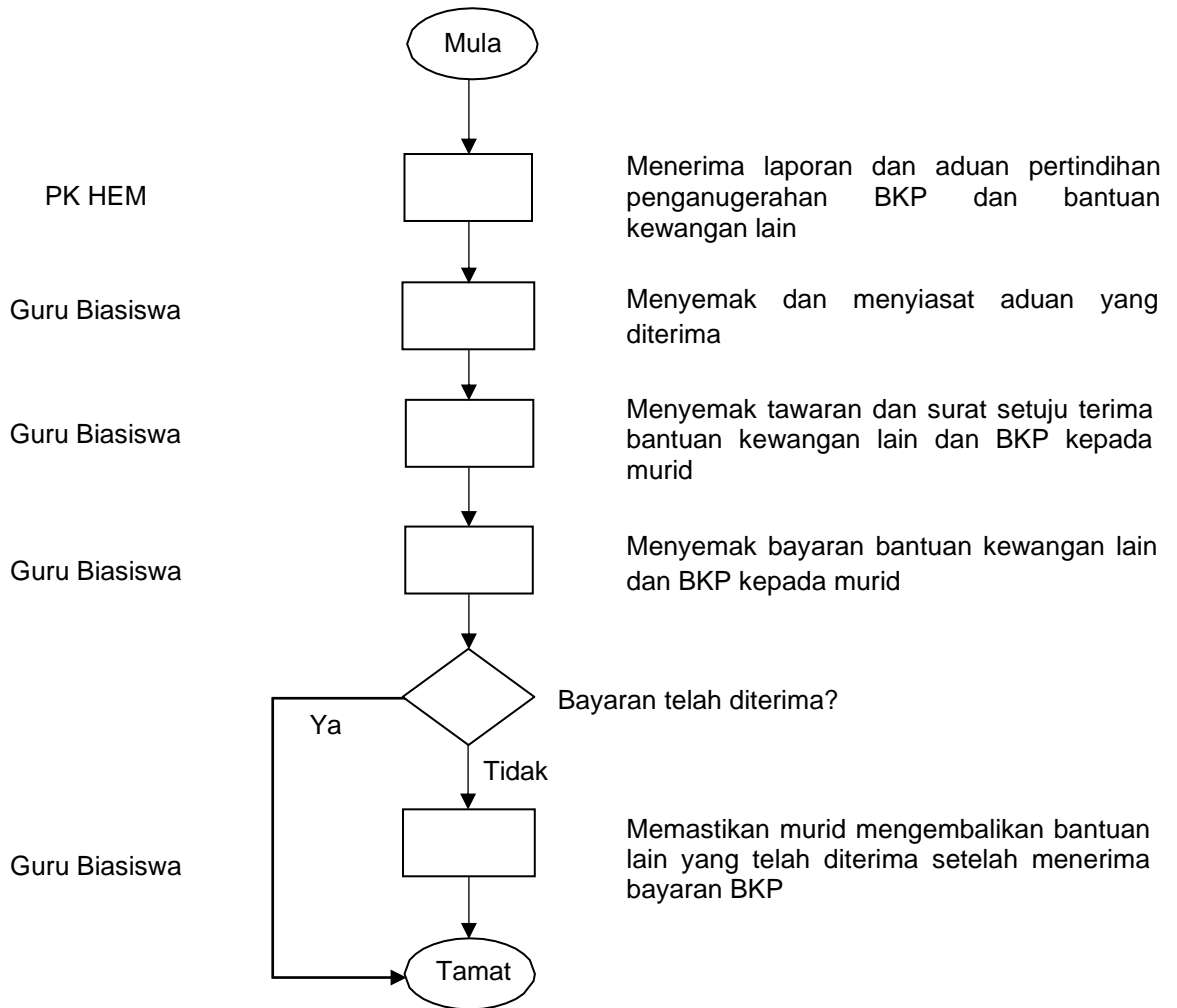 Mula
PK HEM
Menerima laporan dan aduan pertindihan
penganugerahan BKP dan bantuan
kewangan lain
Guru Biasiswa
Menyemak dan menyiasat aduan yang
diterima
Guru Biasiswa
Menyemak tawaran dan surat setuju terima
bantuan kewangan lain dan BKP kepada
murid
Guru Biasiswa
Menyemak bayaran bantuan kewangan lain
dan BKP kepada murid
Bayaran telah diterima?
Ya
Tidak
Guru Biasiswa
Memastikan murid mengembalikan bantuan
lain yang telah diterima setelah menerima
bayaran BKP
Tamat